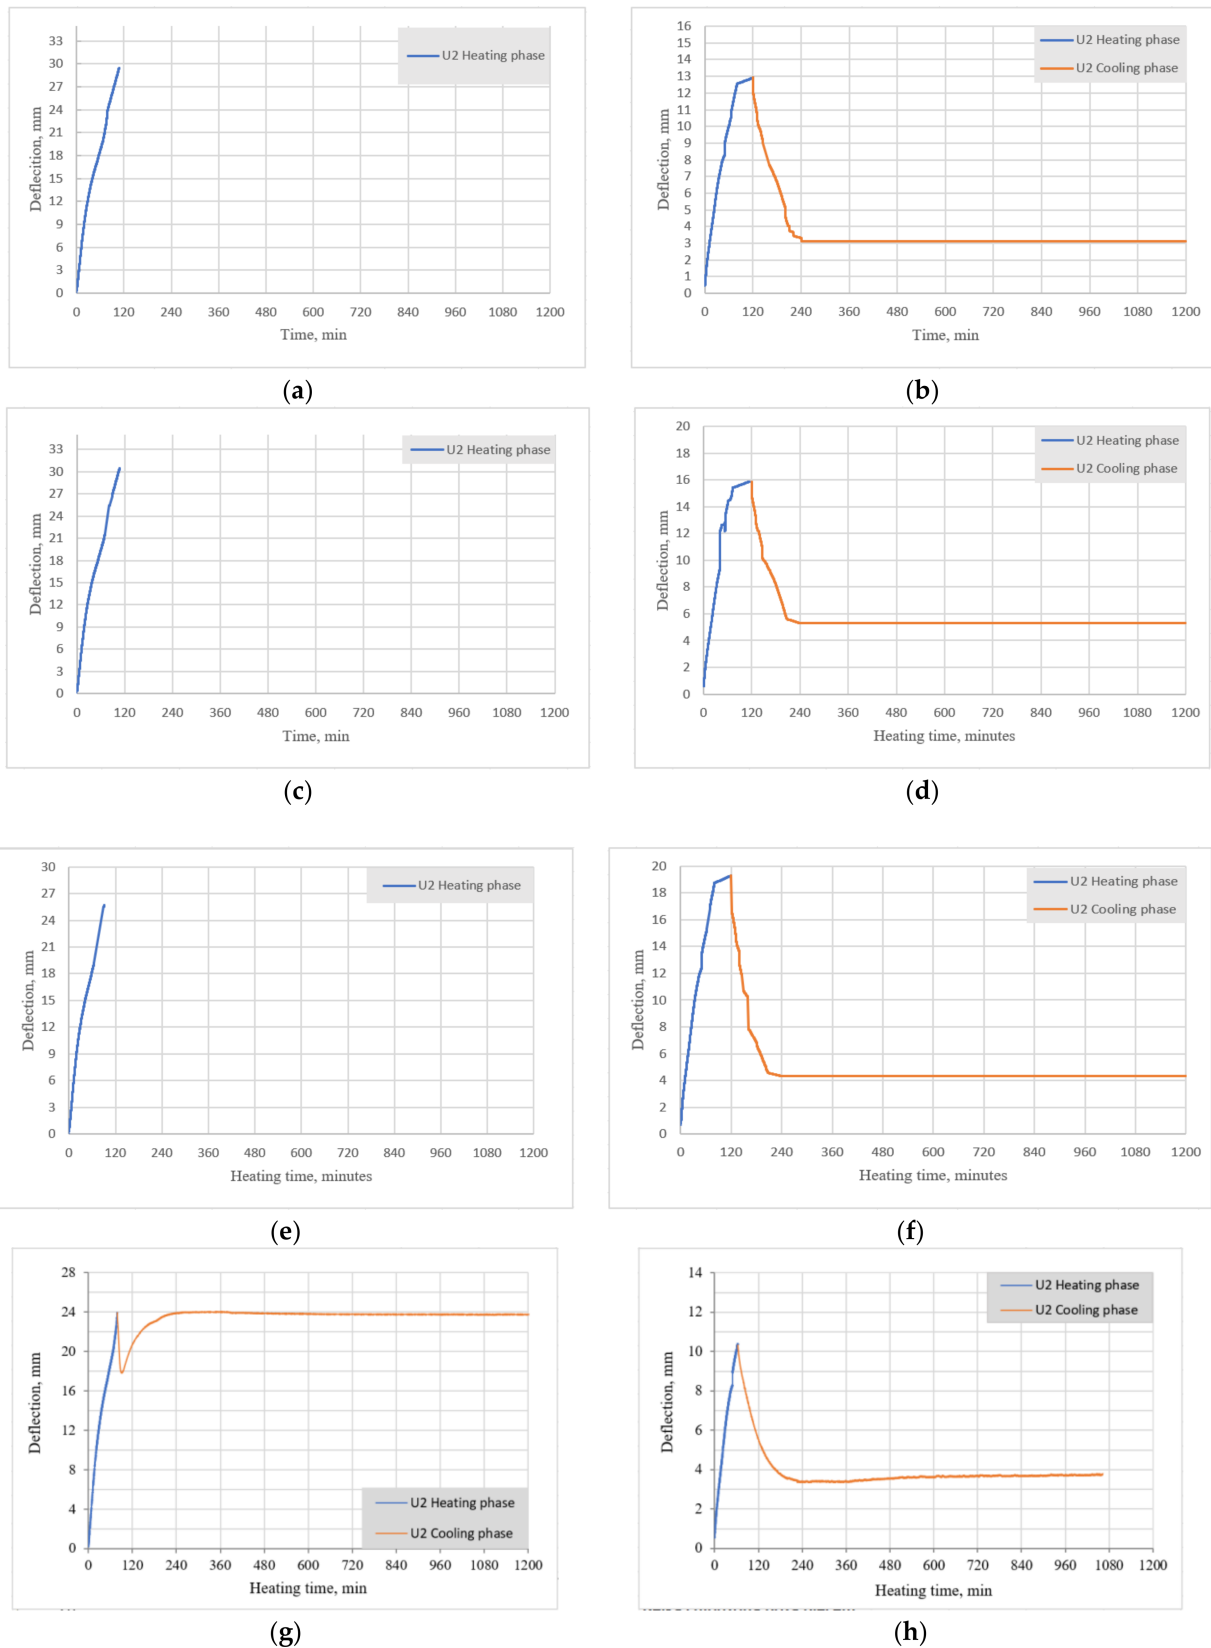 33
30
27
24
21
18
15
12
9
6
3
0
Deflecition, mm
U2 Heating phase
0 120 240 360 480 600 720 840 960 1080 1200
Time, min
(a)
16
15
14
13
12
11
10
9
8
7
6
5
4
3
2
1
0
Deflection, mm
U2 Heating phase
U2 Cooling phase
0 120 240 360 480 600 720 840 960 1080 1200
Time, min
(b)
33
30
27
24
21
18
15
12
9
6
3
0
Deflection, mm
U2 Heating phase
0 120 240 360 480 600 720 840 960 1080 1200
Time, min
(c)
20
18
16
14
12
10
8
6
4
2
0
Deflection, mm
U2 Heating phase
U2 Cooling phase
0 120 240 360 480 600 720 840 960 1080 1200
Heating time, minutes
(d)
30
27
24
21
18
15
12
9
6
3
0
Deflection, mm
U2 Heating phase
0 120 240 360 480 600 720 840 960 1080 1200
Heating time, minutes
(e)
20
18
16
14
12
10
8
6
4
2
0
Deflection, mm
U2 Heating phase
U2 Cooling phase
0 120 240 360 480 600 720 840 960 1080 1200
Heating time, minutes
(f)
28
24
20
16
12
8
4
0
Deflection, mm
U2 Heating phase
U2 Cooling phase
0 120 240 360 480 600 720 840 960 1080 1200
Heating time, min
(g)
14
12
10
8
6
4
2
0
Deflection, mm
U2 Heating phase
U2 Cooling phase
0 120 240 360 480 600 720 840 960 1080 1200
Heating time, min
(h)